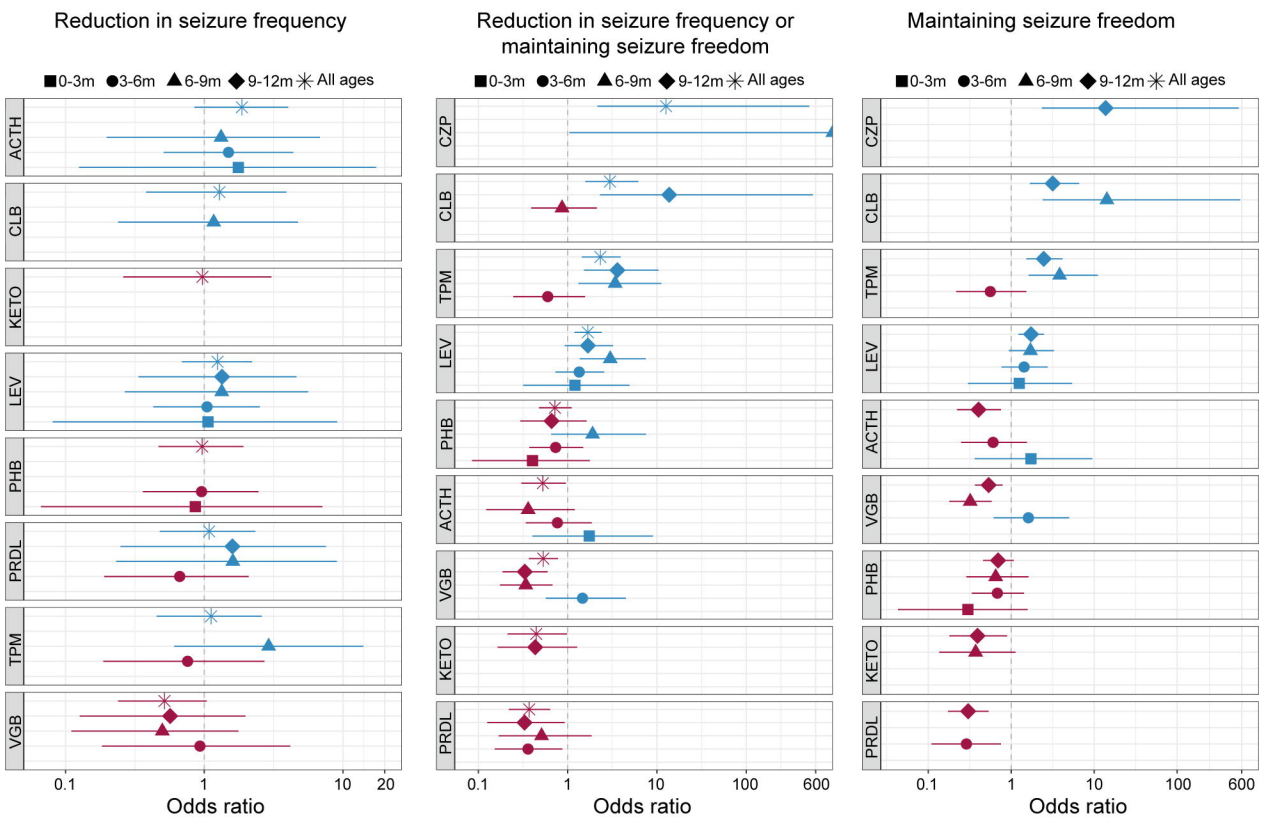 Reduction in seizure frequency
0-3m 3-6m 6-9m 9-12m All ages
ACTH
CLB
KETO
LEV
PHB
PRDL
TPM
VGB
0.1 1 10 20
Odds ratio
Reduction in seizure frequency or
maintaining seizure freedom
0-3m 3-6m 6-9m 9-12m All ages
CZP
CLB
TPM
LEV
PHB
ACTH
VGB
KETO
PRDL
0.1 1 10 100 600
Odds ratio
Maintaining seizure freedom
0-3m 3-6m 6-9m 9-12m All ages
CZP
CLB
TPM
LEV
ACTH
VGB
PHB
KETO
PRDL
0.1 1 10 100 600
Odds ratio